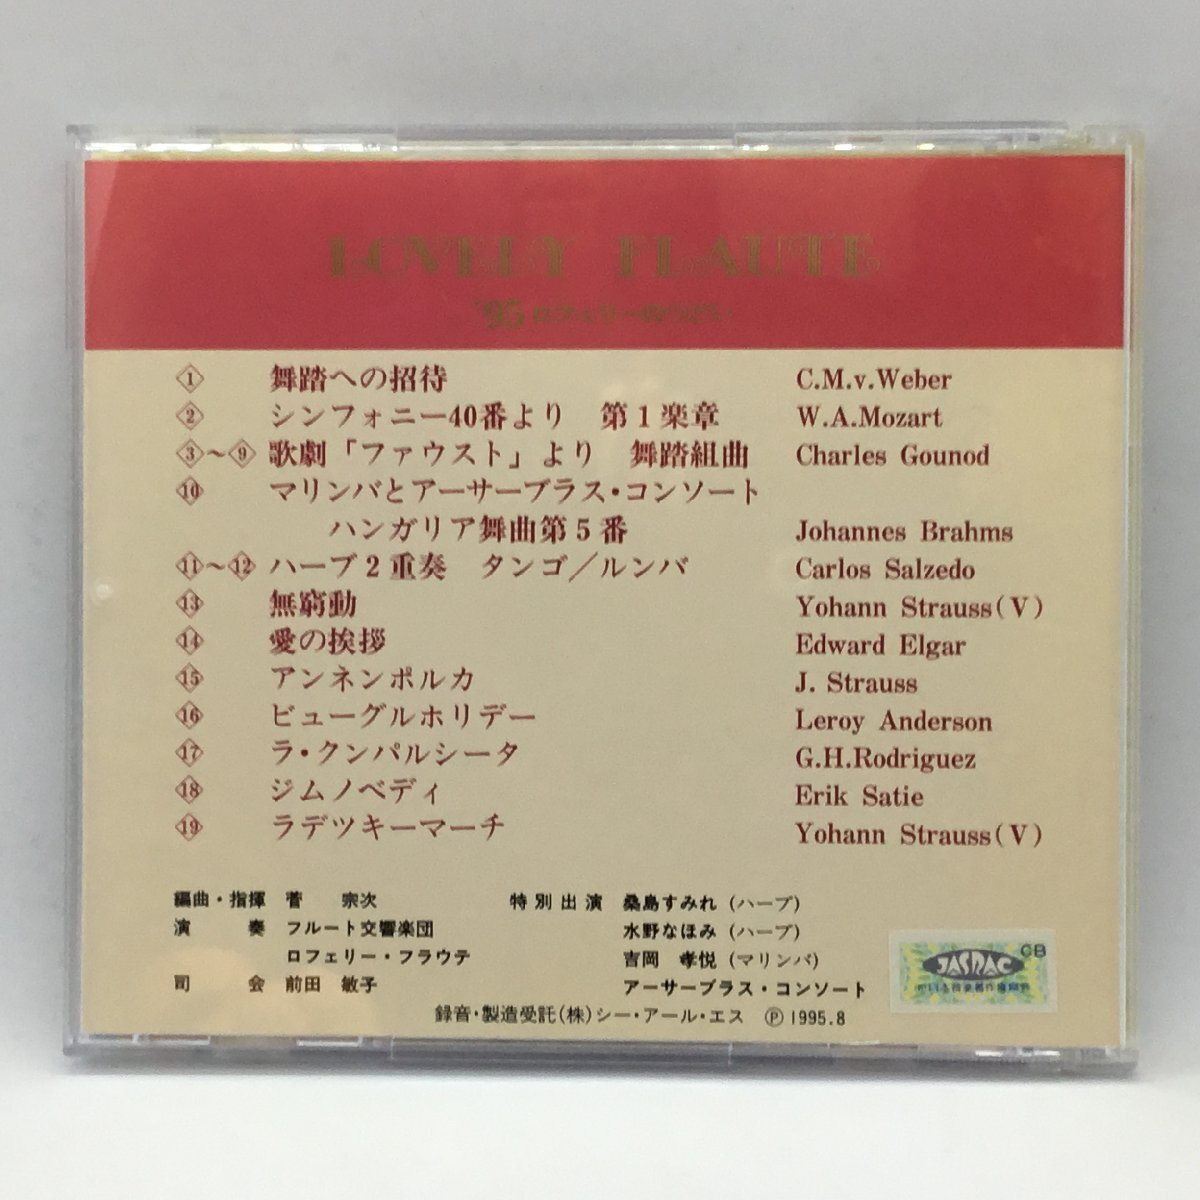 LOVELY FLAUTE
'95 ロフェリー
1 舞踏への招待 C.M.v.Weber
2 シンフォニー40番より 第1楽章 W.A.Mozart
3～9 歌劇「ファウスト」より 舞踏組曲 Charles Gounod
10 マリンバとアーサーブラス・コンソート
ハンガリア舞曲第5番 Johannes Brahms
11～12 ハープ2重奏 タンゴ／ルンバ Carlos Salzedo
13 無窮動 Yohann Strauss(V)
14 愛の挨拶 Edward Elgar
15 アンネンポルカ J. Strauss
16 ビューグルホリデー Leroy Anderson
17 ラ・クンパルシータ G.H.Rodriguez
18 ジムノペディ Erik Satie
19 ラデツキーマーチ Yohann Strauss(V)
編曲・指揮 菅 宗次 特別出演 桑島すみれ (ハープ)
演 奏 フルート交響楽団 水野なほみ (ハープ)
ロフェリー・フラウテ 吉岡 孝悦 (マリンバ)
司 会 前田 敏子 アーサーブラス・コンソート
録音・製造受託(株)シー・アール・エス Ⓟ1995.8
CB
JASRAC